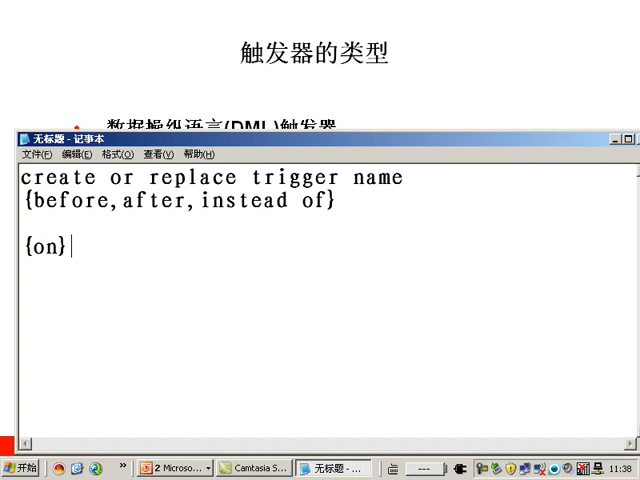 触发器的类型
• 数据操纵语言(DML)触发器
无标题 - 记事本
文件(F) 编辑(E) 格式(O) 查看(V) 帮助(H)
create or replace trigger name
{before,after,instead of}
{on}
开始 » 2 Microso... Camtasia S... 无标题 - ... --- 11:38